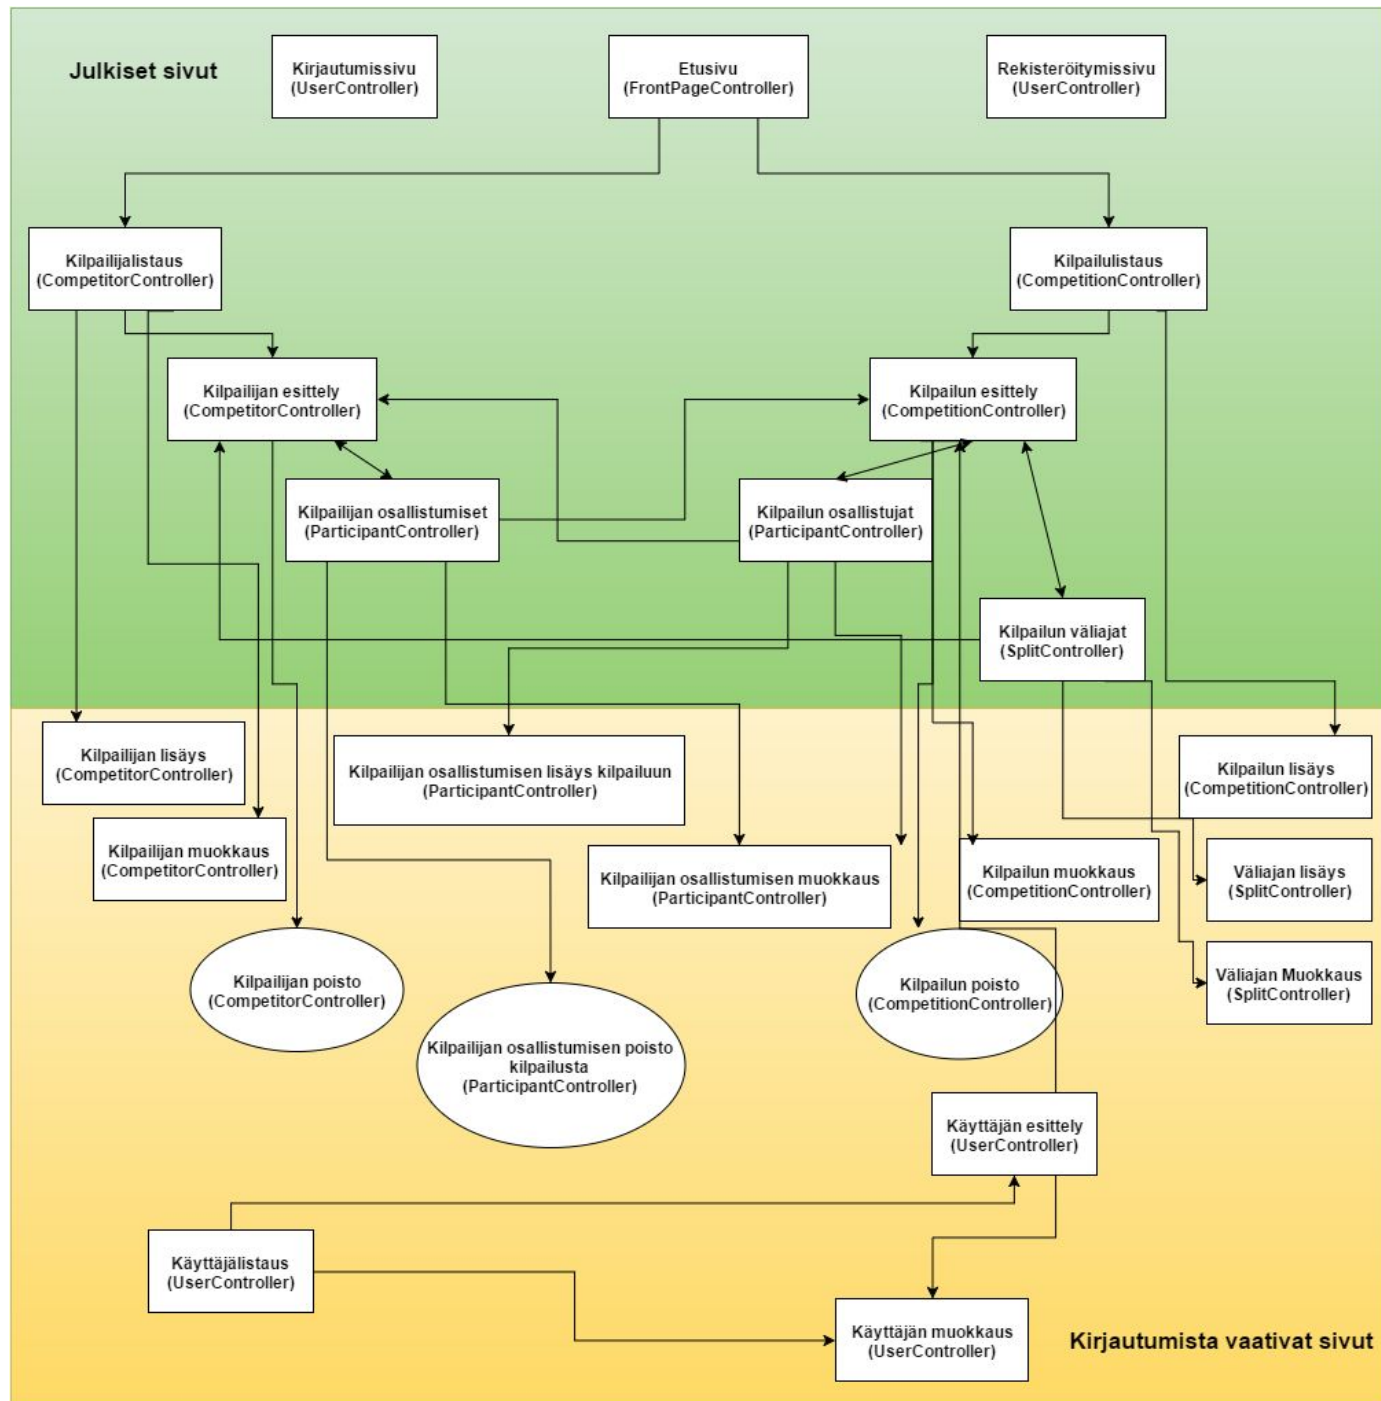 Julkiset sivut
Kirjautumissivu
(UserController)
Etusivu
(FrontPageController)
Rekisteröitymissivu
(UserController)
Kilpailijalistaus
(CompetitorController)
Kilpailulistaus
(CompetitionController)
Kilpailijan esittely
(CompetitorController)
Kilpailun esittely
(CompetitionController)
Kilpailijan osallistumiset
(ParticipantController)
Kilpailun osallistujat
(ParticipantController)
Kilpailun väliajat
(SplitController)
Kilpailijan lisäys
(CompetitorController)
Kilpailijan osallistumisen lisäys kilpailuun
(ParticipantController)
Kilpailun lisäys
(CompetitionController)
Kilpailijan muokkaus
(CompetitorController)
Kilpailijan osallistumisen muokkaus
(ParticipantController)
Kilpailun muokkaus
(CompetitionController)
Väliajan lisäys
(SplitController)
Kilpailijan poisto
(CompetitorController)
Kilpailun poisto
(CompetitionController)
Väliajan Muokkaus
(SplitController)
Kilpailijan osallistumisen poisto
kilpailusta
(ParticipantController)
Käyttäjän esittely
(UserController)
Käyttäjälistaus
(UserController)
Käyttäjän muokkaus
(UserController)
Kirjautumista vaativat sivut